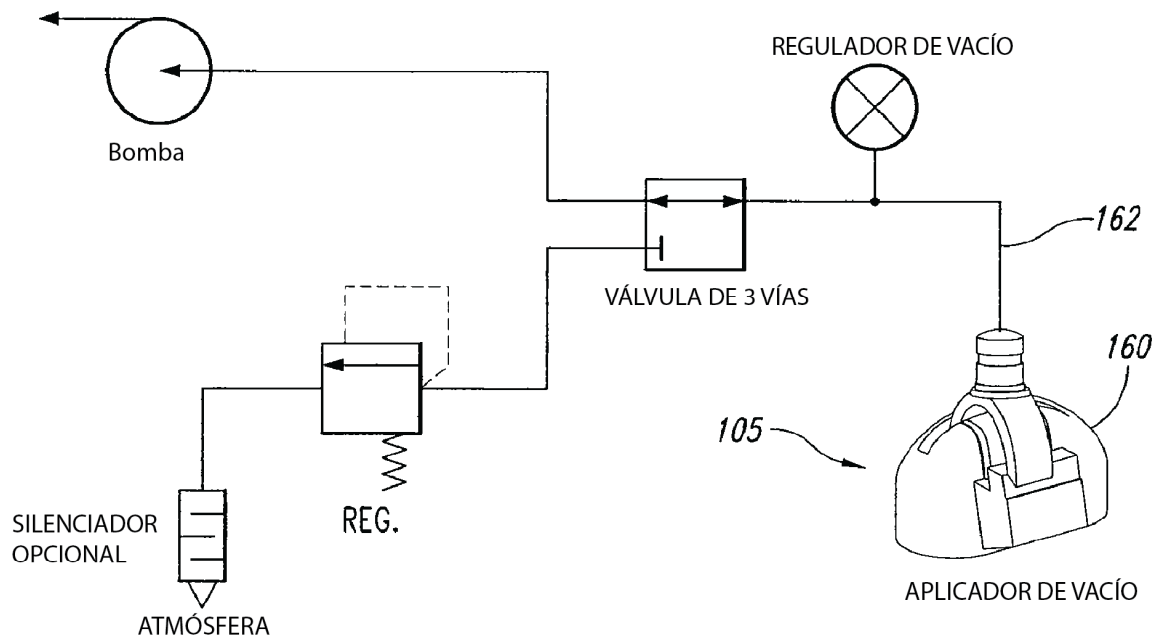 REGULADOR DE VACÍO
Bomba
162
VÁLVULA DE 3 VÍAS
160
105
REG.
SILENCIADOR
OPCIONAL
APLICADOR DE VACÍO
ATMÓSFERA